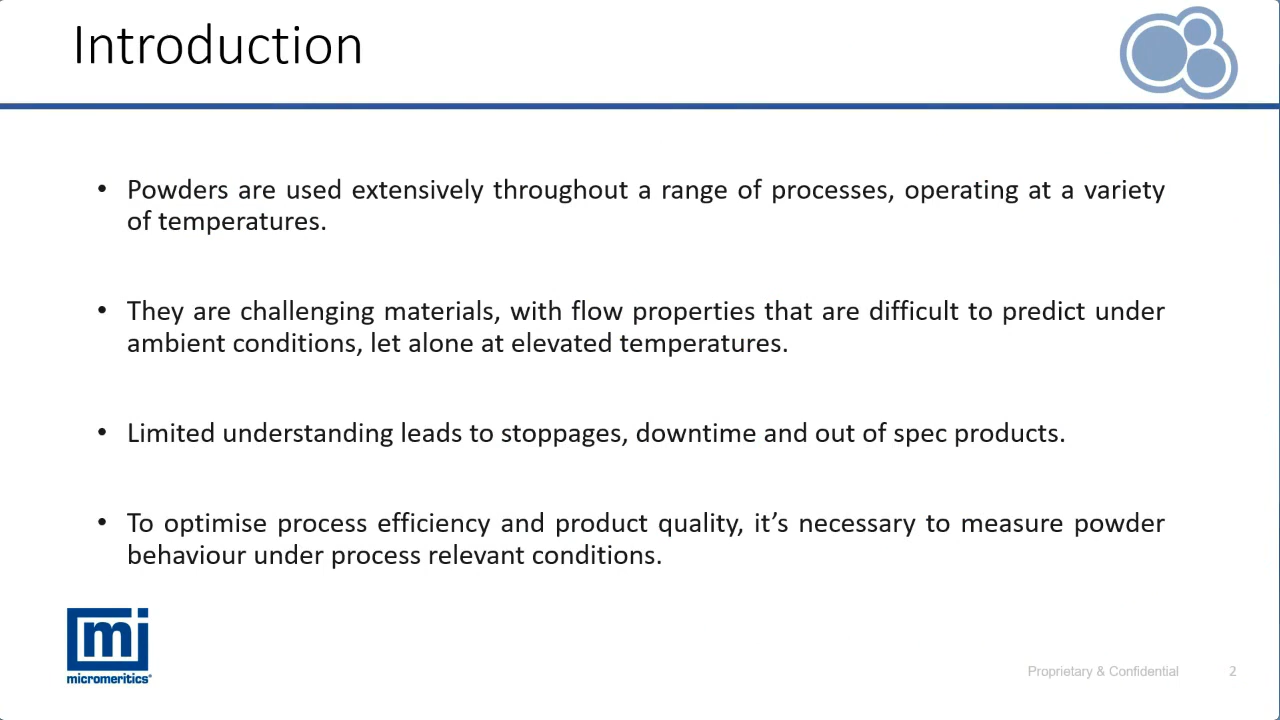 Introduction
• Powders are used extensively throughout a range of processes, operating at a variety
of temperatures.
• They are challenging materials, with flow properties that are difficult to predict under
ambient conditions, let alone at elevated temperatures.
• Limited understanding leads to stoppages, downtime and out of spec products.
• To optimise process efficiency and product quality, it’s necessary to measure powder
behaviour under process relevant conditions.
mi
micromeritics®
Proprietary & Confidential 2